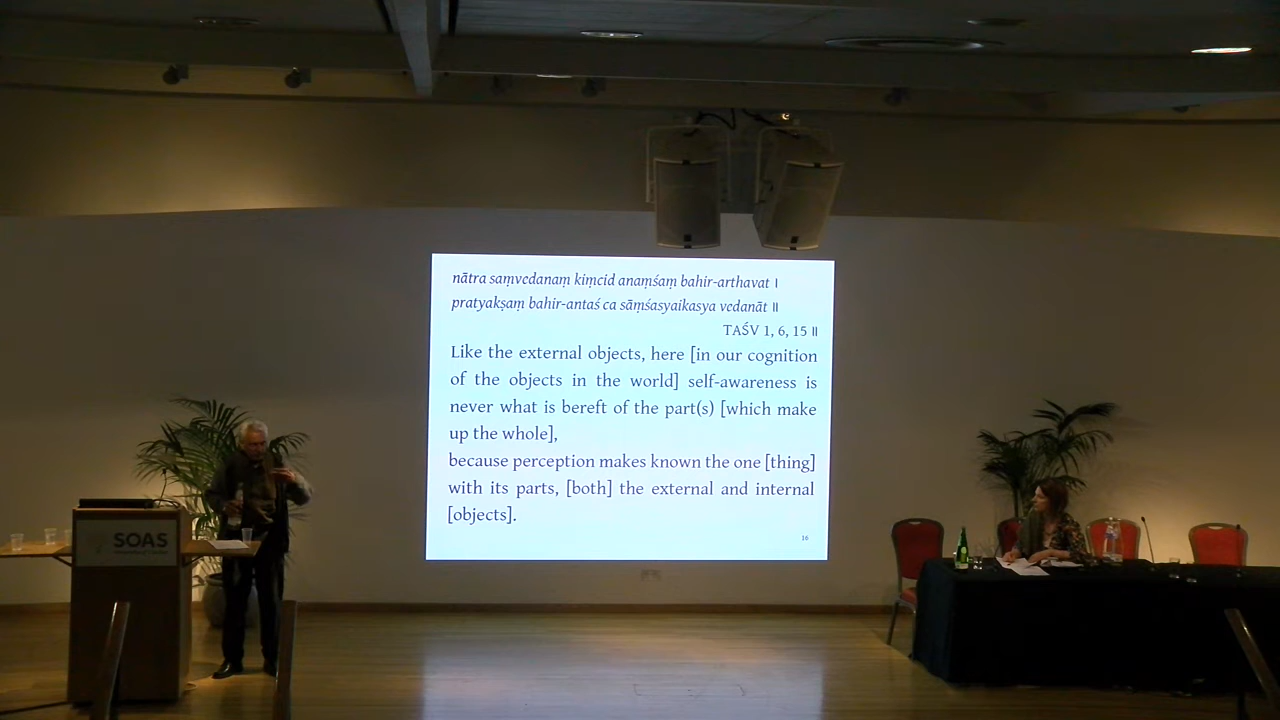 nātra saṃvedanaṃ kiṃcid anaṃśaṃ bahir-arthavat ।
pratyakṣaṃ bahir-antaś ca sāṃśasyaikasya vedanāt ॥
TAŚV 1, 6, 15 ॥
Like the external objects, here [in our cognition
of the objects in the world] self-awareness is
never what is bereft of the part(s) [which make
up the whole],
because perception makes known the one [thing]
with its parts, [both] the external and internal
[objects].
16
SOAS